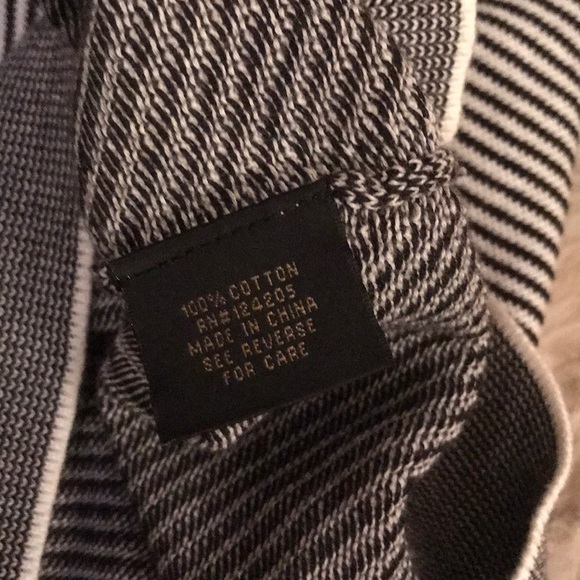 100% COTTON
RN#124205
MADE IN CHINA
SEE REVERSE
FOR CARE